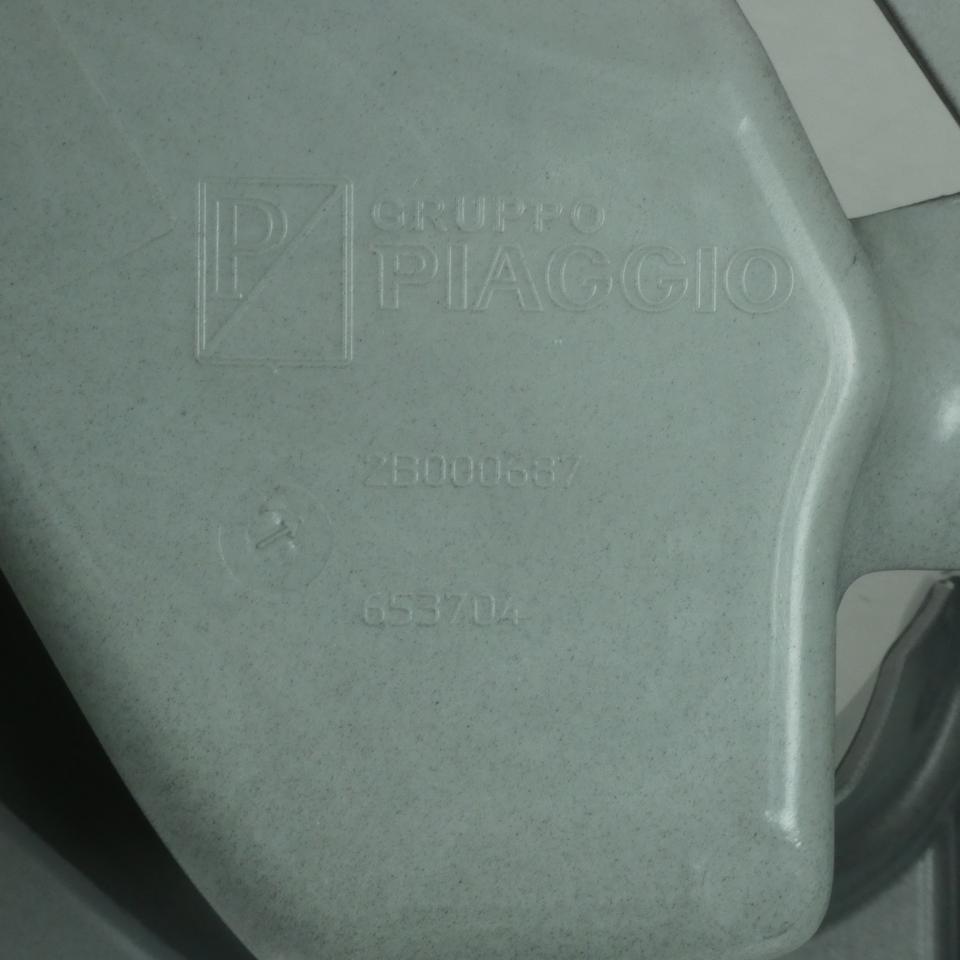 P
GRUPPO
PIAGGIO
2B000687
653704